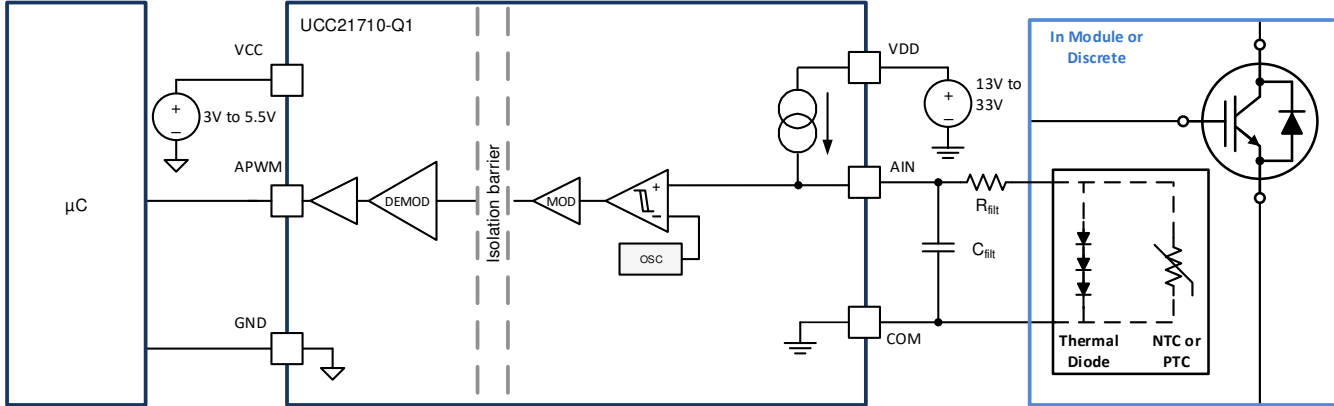 UCC21710-Q1
In Module or
Discrete
VCC
VDD
+
−
3V to 5.5V
+
−
13V to
33V
APWM
AIN
µC
DEMOD
Isolation barrier
MOD
+
−
OSC
Rfilt
Cfilt
GND
COM
Thermal
Diode
NTC or
PTC